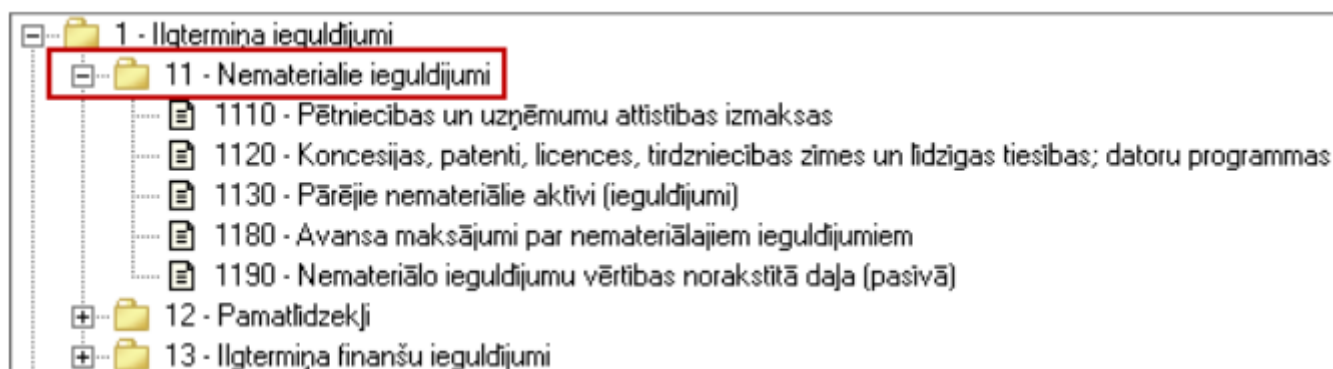 1 - Ilgtermiņa ieguldījumi
11 - Nemateriālie ieguldījumi
1110 - Pētniecības un uzņēmumu attīstības izmaksas
1120 - Koncesijas, patenti, licences, tirdzniecības zīmes un līdzīgas tiesības; datoru programmas
1130 - Pārējie nemateriālie aktīvi (ieguldījumi)
1180 - Avansa maksājumi par nemateriālajiem ieguldījumiem
1190 - Nemateriālo ieguldījumu vērtības norakstītā daļa (pasīvā)
12 - Pamatlīdzekļi
13 - Ilgtermiņa finanšu ieguldījumi